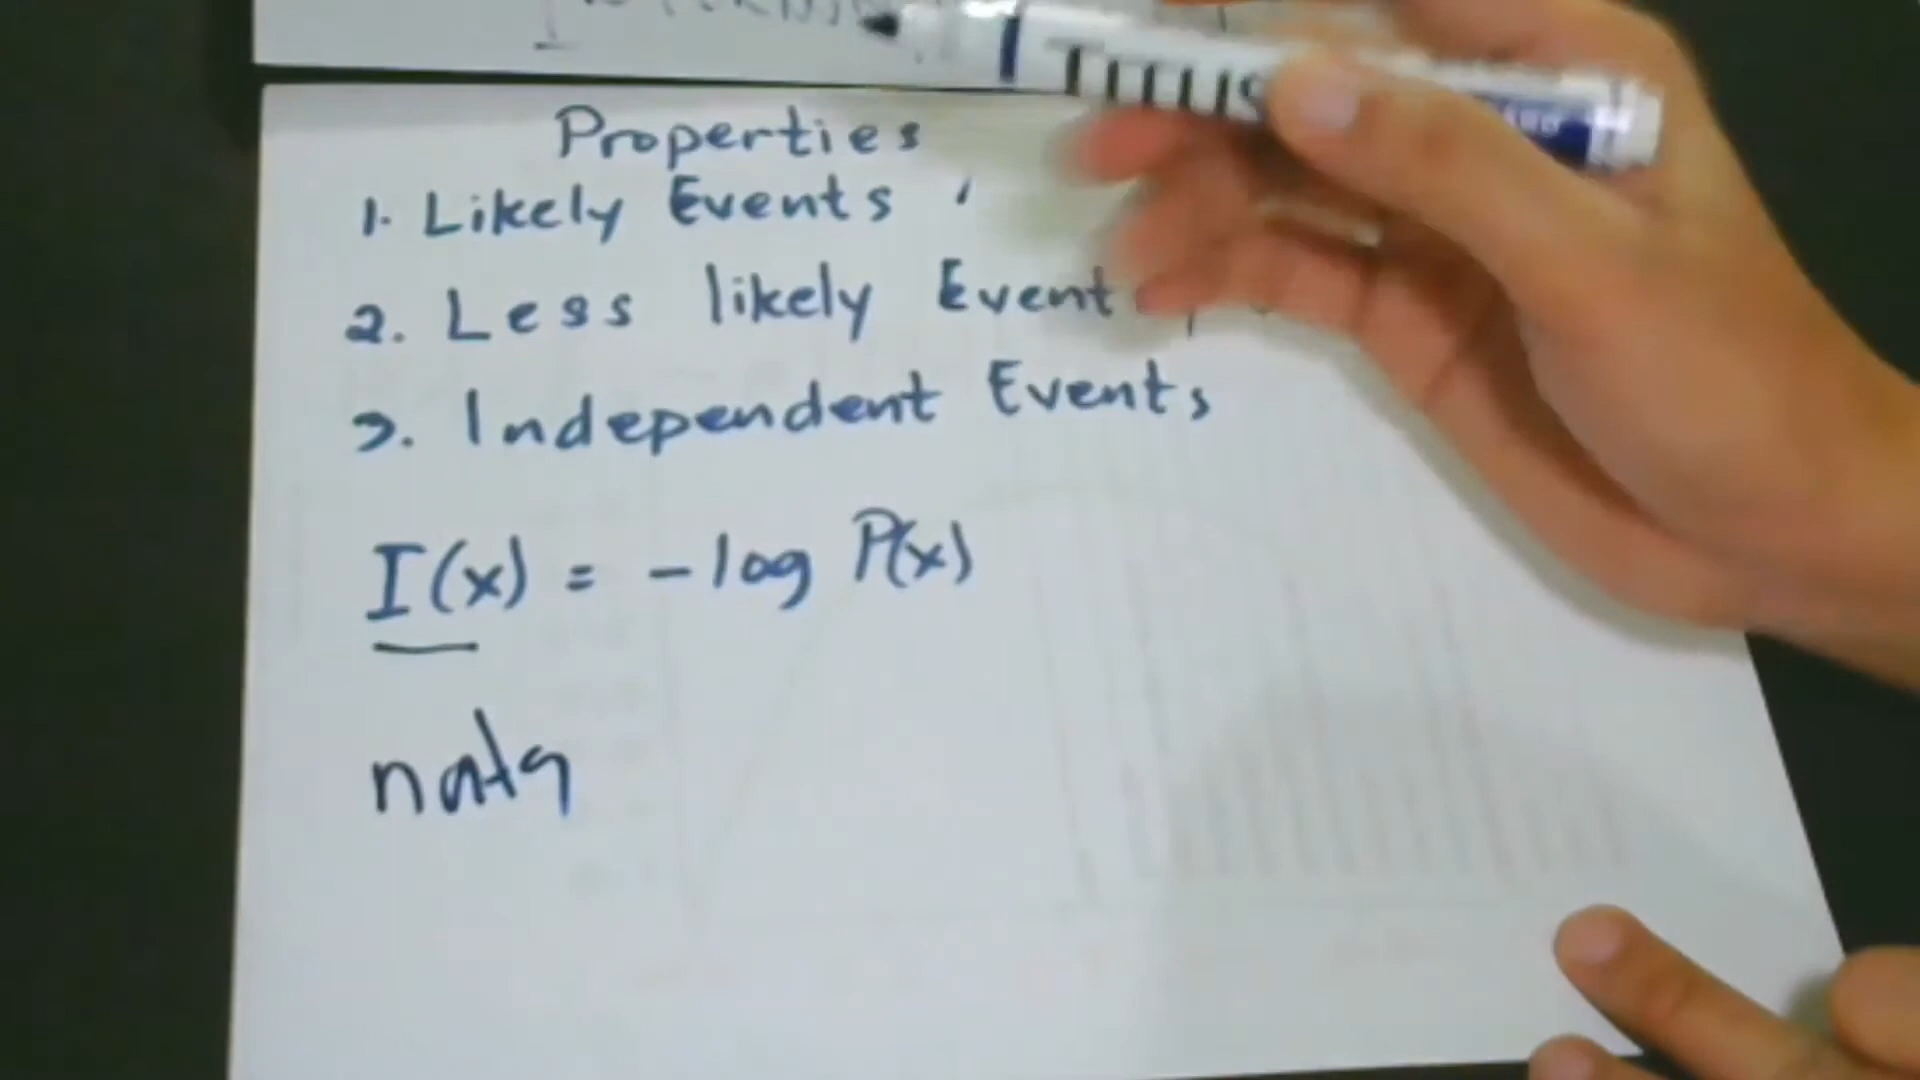 Properties
1. Likely Events
2. Less likely Event
3. Independent Events
I(x) = - log P(x)
nats